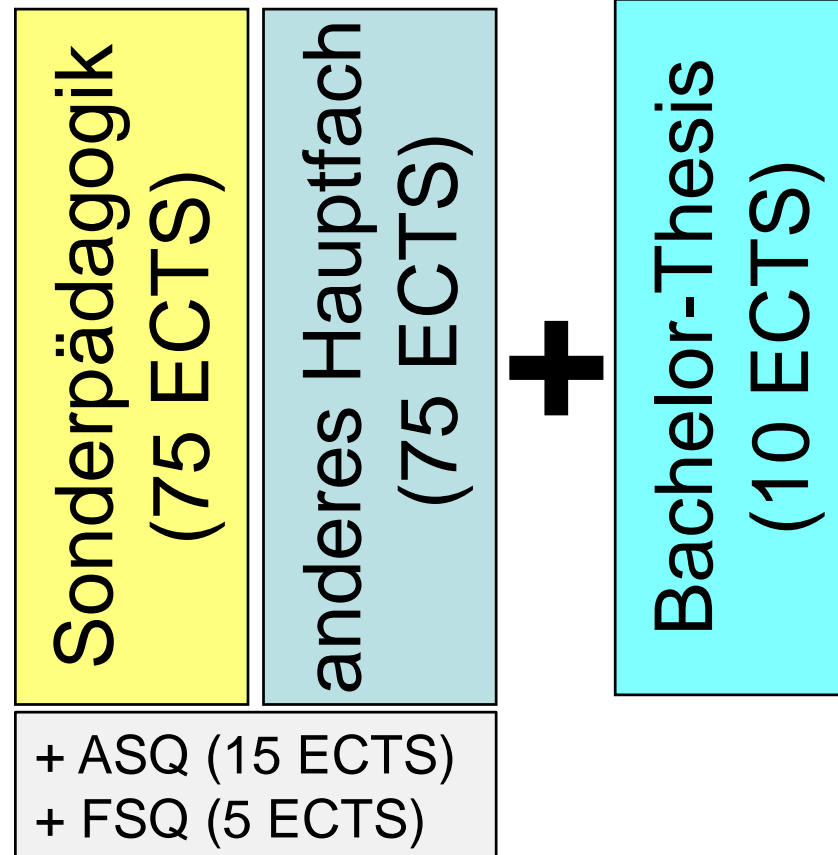 Sonderpädagogik
(75 ECTS)
anderes Hauptfach
(75 ECTS)
+
Bachelor-Thesis
(10 ECTS)
+ ASQ (15 ECTS)
+ FSQ (5 ECTS)